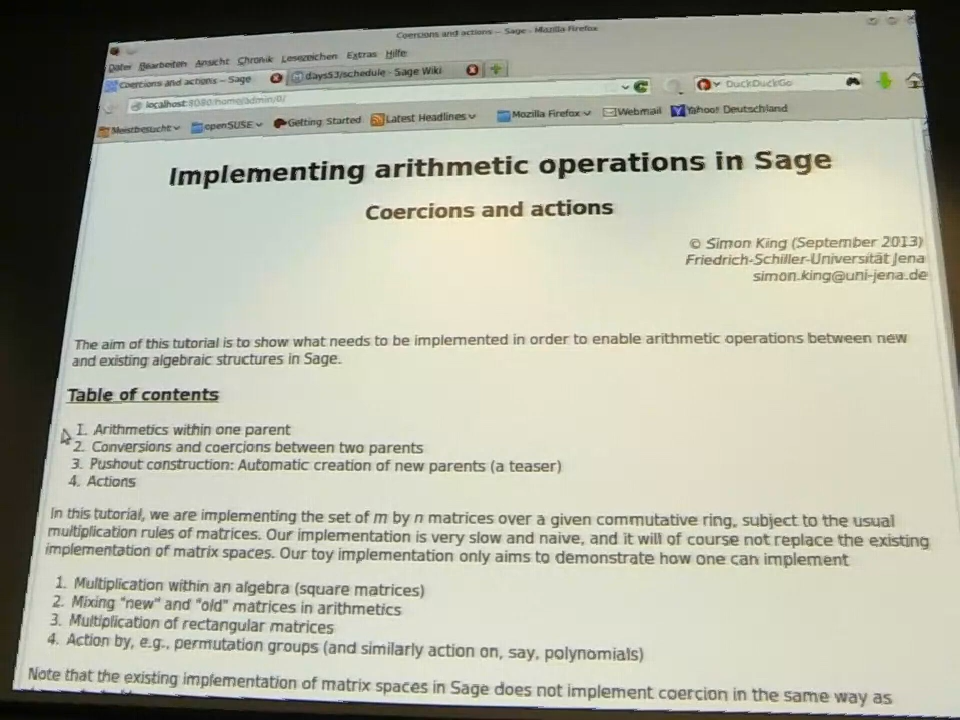 Coercions and actions – Sage - Mozilla Firefox
Datei Bearbeiten Ansicht Chronik Lesezeichen Extras Hilfe
Coercions and actions – Sage
days53/schedule - Sage Wiki
localhost:8080/home/admin/0/
DuckDuckGo
Meistbesucht openSUSE Getting Started Latest Headlines Mozilla Firefox Webmail Yahoo! Deutschland
Implementing arithmetic operations in Sage
Coercions and actions
© Simon King (September 2013)
Friedrich-Schiller-Universität Jena
simon.king@uni-jena.de
The aim of this tutorial is to show what needs to be implemented in order to enable arithmetic operations between new
and existing algebraic structures in Sage.
Table of contents
1. Arithmetics within one parent
2. Conversions and coercions between two parents
3. Pushout construction: Automatic creation of new parents (a teaser)
4. Actions
In this tutorial, we are implementing the set of m by n matrices over a given commutative ring, subject to the usual
multiplication rules of matrices. Our implementation is very slow and naive, and it will of course not replace the existing
implementation of matrix spaces. Our toy implementation only aims to demonstrate how one can implement
1. Multiplication within an algebra (square matrices)
2. Mixing "new" and "old" matrices in arithmetics
3. Multiplication of rectangular matrices
4. Action by, e.g., permutation groups (and similarly action on, say, polynomials)
Note that the existing implementation of matrix spaces in Sage does not implement coercion in the same way as